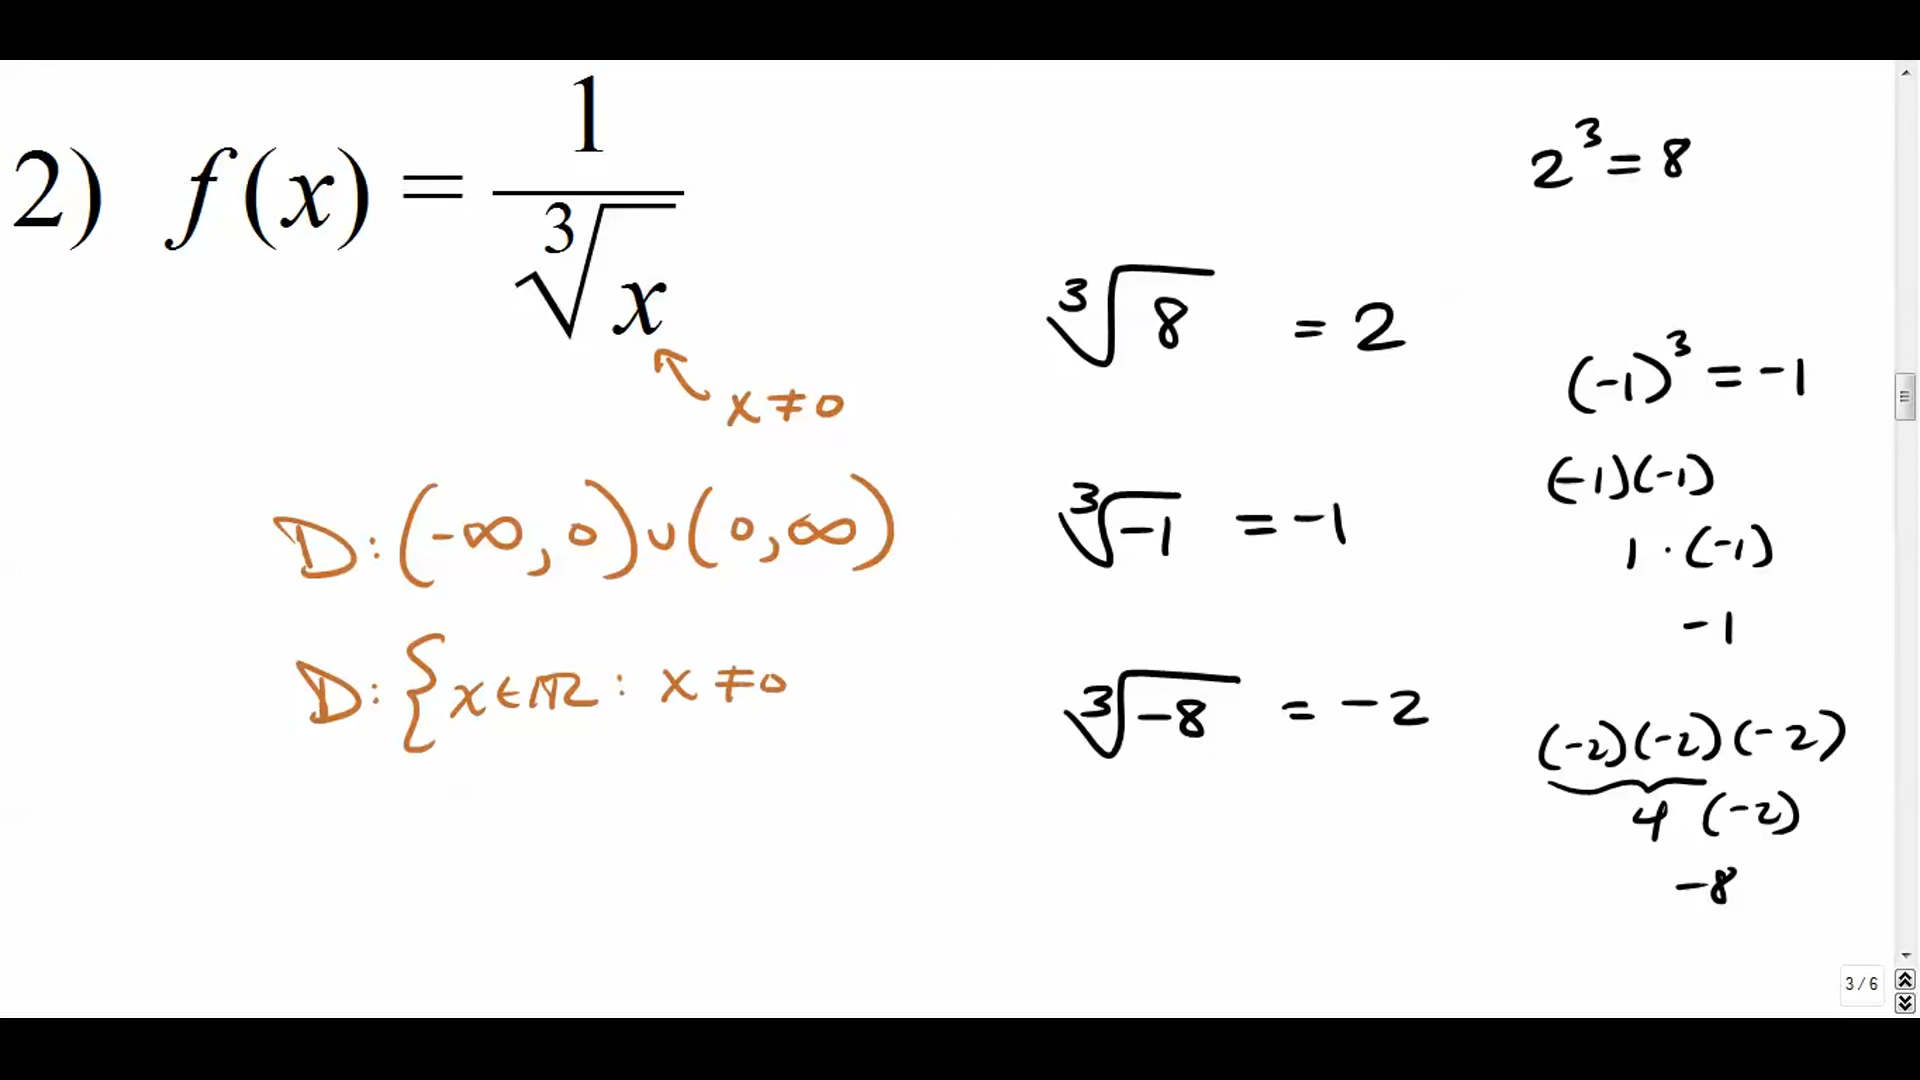 2) f(x) = 1/∛x
x ≠ 0
D: (-∞, 0) ∪ (0, ∞)
D: {x ∈ ℝ : x ≠ 0
∛8 = 2
∛-1 = -1
∛-8 = -2
2³ = 8
(-1)³ = -1
(-1)(-1)
1 · (-1)
-1
(-2)(-2)(-2)
4 (-2)
-8
3 / 6